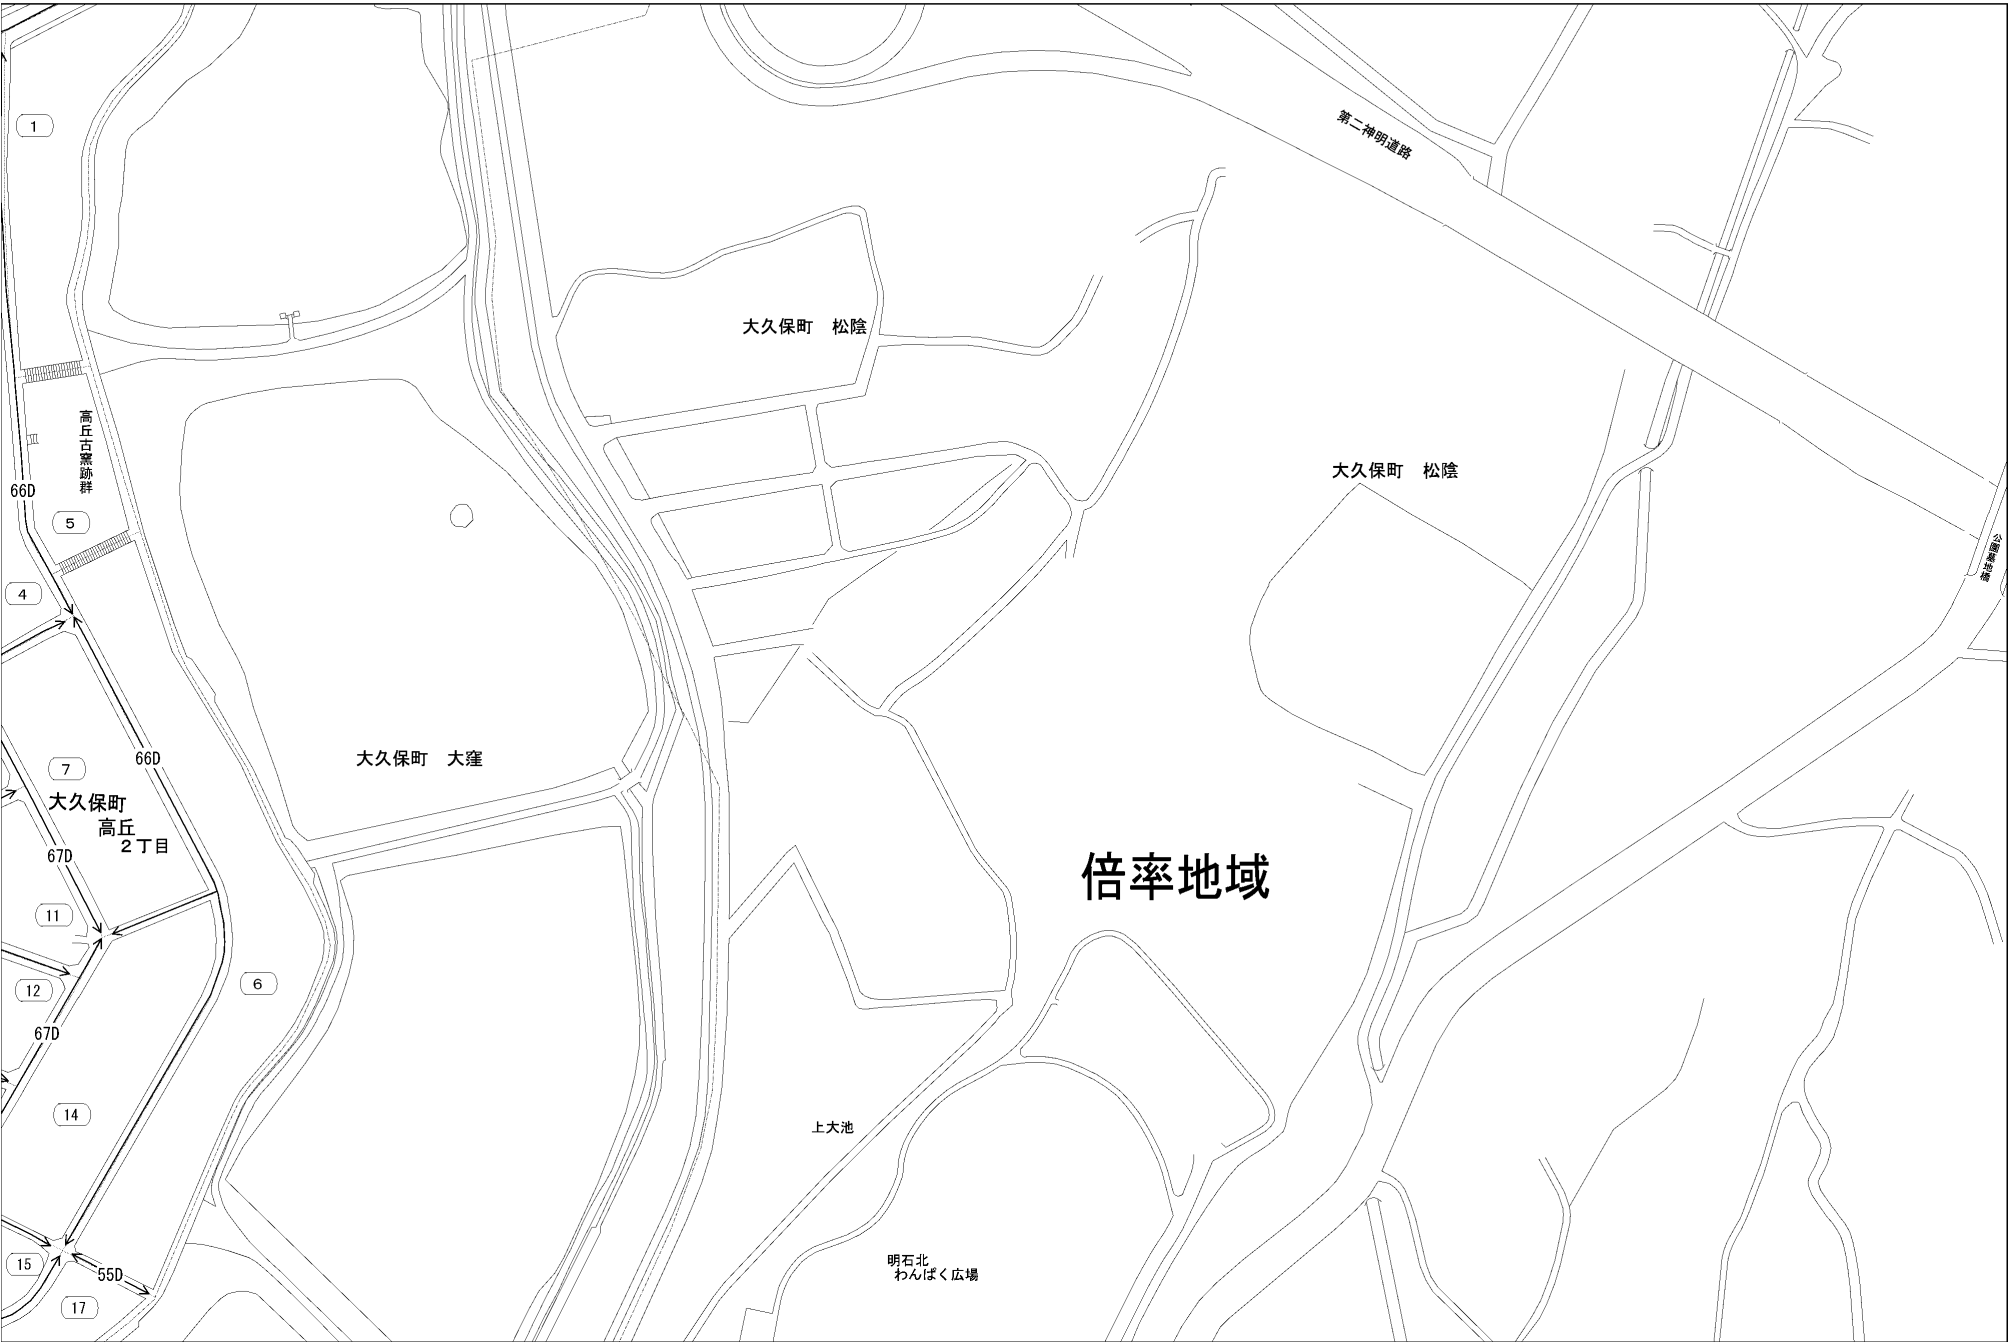 1
第二神明道路
大久保町　松陰
高丘古窯跡群
66D
5
大久保町　松陰
公園墓地橋
4
66D
7
大久保町　大窪
大久保町
高丘
２丁目
67D
倍率地域
11
6
12
67D
14
上大池
15
55D
明石北
わんぱく広場
17